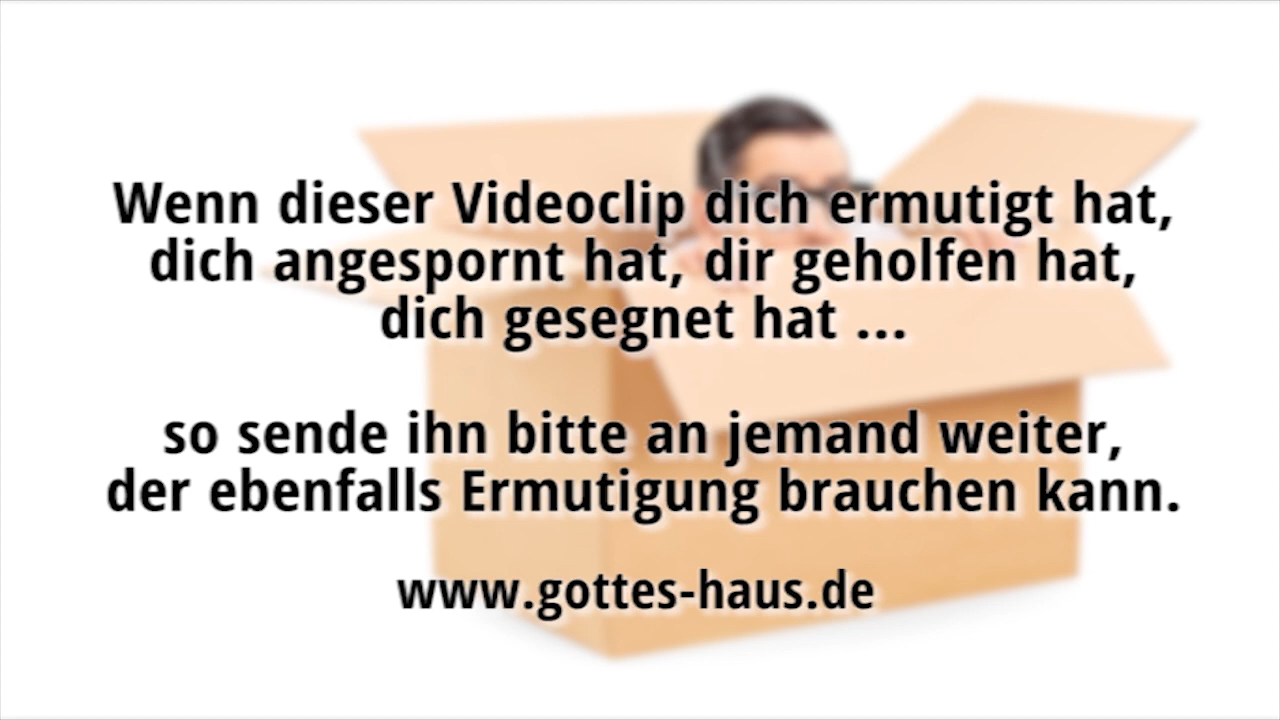 Wenn dieser Videoclip dich ermutigt hat,
dich angespornt hat, dir geholfen hat,
dich gesegnet hat ...
so sende ihn bitte an jemand weiter,
der ebenfalls Ermutigung brauchen kann.
www.gottes-haus.de